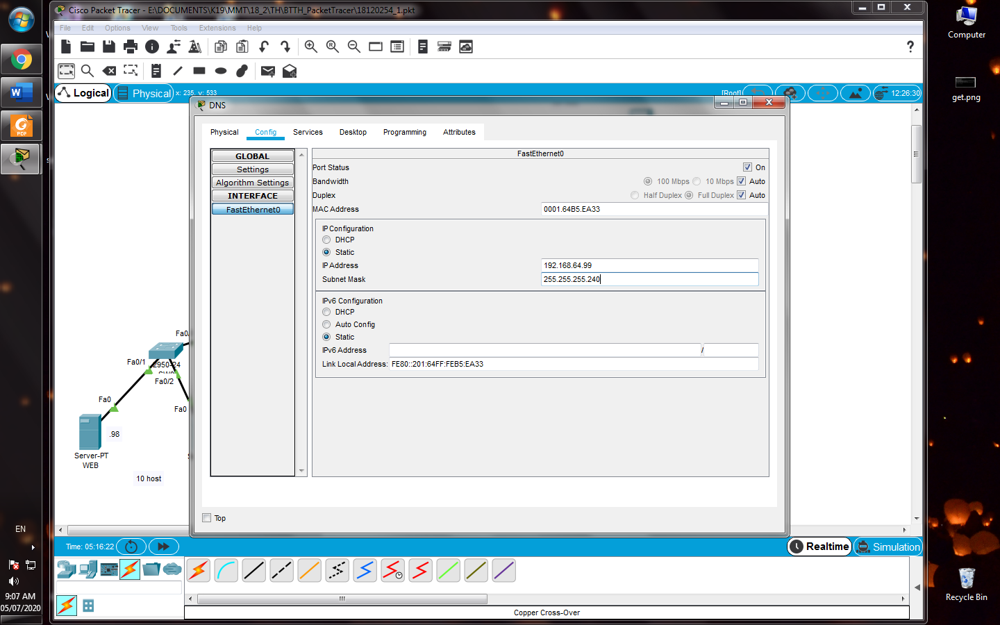 Cisco Packet Tracer - E:\DOCUMENTS\K19\MMT\18_2\TH\BTTH_PacketTracer\18120254_1.pkt
File Edit Options View Tools Extensions Help
Computer
get.png
Logical Physical x: 235, y: 533 [Root] 12:26:30
DNS
Physical Config Services Desktop Programming Attributes
GLOBAL
Settings
Algorithm Settings
INTERFACE
FastEthernet0
FastEthernet0
Port Status On
Bandwidth 100 Mbps 10 Mbps Auto
Duplex Half Duplex Full Duplex Auto
MAC Address 0001.64B5.EA33
IP Configuration
DHCP
Static
IP Address 192.168.64.99
Subnet Mask 255.255.255.240
IPv6 Configuration
DHCP
Auto Config
Static
IPv6 Address /
Link Local Address: FE80::201:64FF:FEB5:EA33
Top
Fa0/1
2950-24
Fa0/2
Fa0
Fa0
.98
Server-PT
WEB
10 host
Time: 05:16:22 Realtime Simulation
Copper Cross-Over
EN
9:07 AM
05/07/2020
Recycle Bin